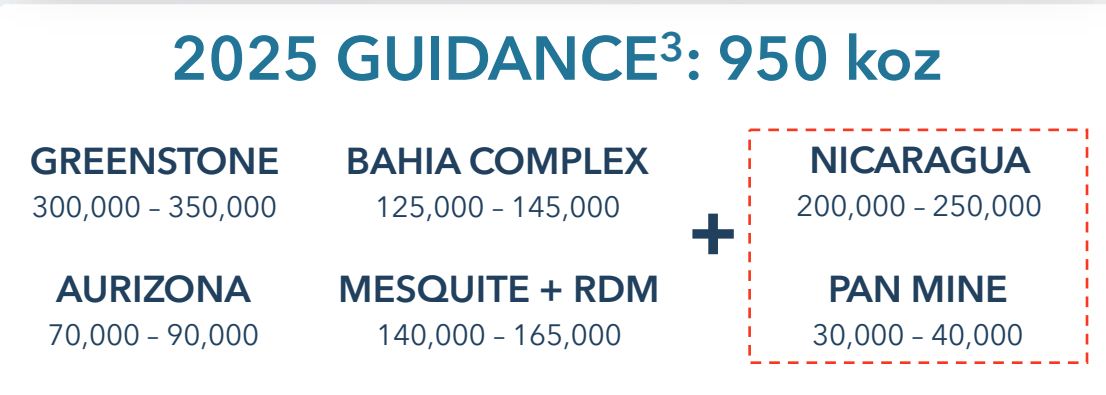 2025 GUIDANCE³: 950 koz
GREENSTONE
300,000 – 350,000
BAHIA COMPLEX
125,000 – 145,000
AURIZONA
70,000 – 90,000
MESQUITE + RDM
140,000 – 165,000
+
NICARAGUA
200,000 – 250,000
PAN MINE
30,000 – 40,000